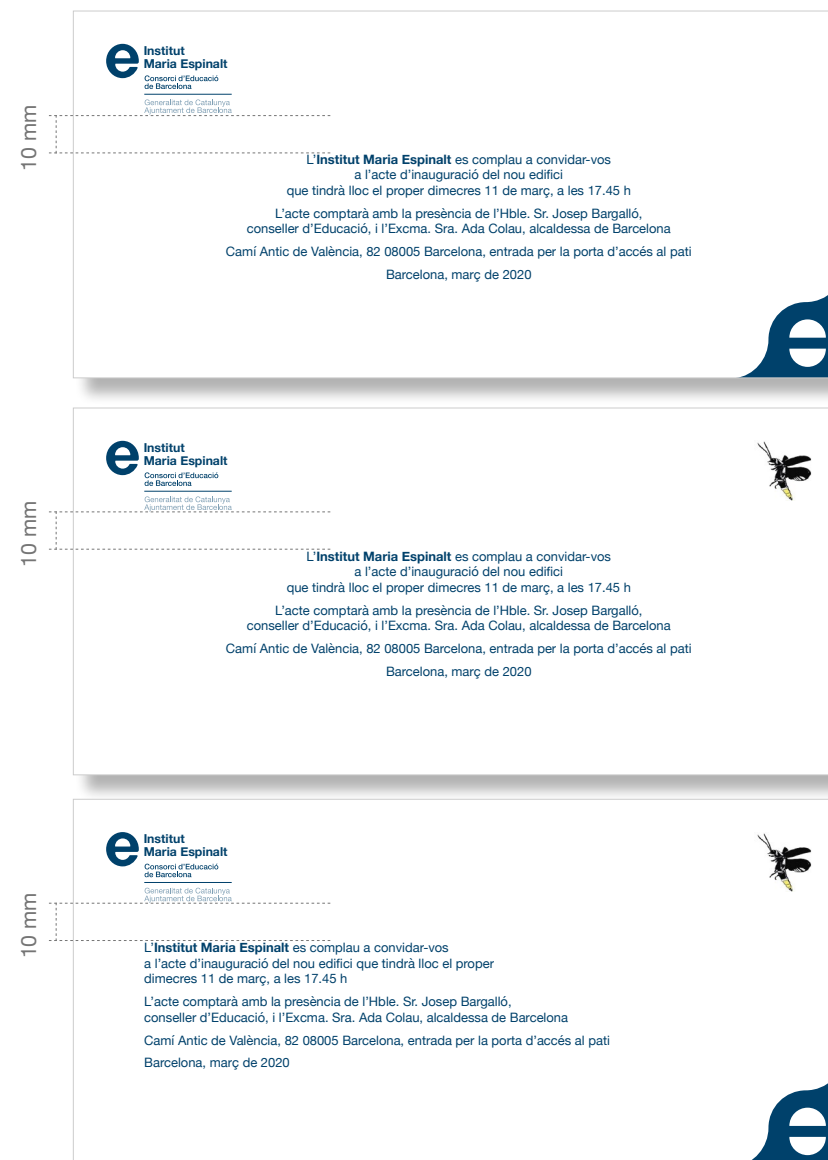 Institut
Maria Espinalt
Consorci d'Educació
de Barcelona
Generalitat de Catalunya
Ajuntament de Barcelona
10 mm
L'Institut Maria Espinalt es complau a convidar-vos
a l'acte d'inauguració del nou edifici
que tindrà lloc el proper dimecres 11 de març, a les 17.45 h
L'acte comptarà amb la presència de l'Hble. Sr. Josep Bargalló,
conseller d'Educació, i l'Excma. Sra. Ada Colau, alcaldessa de Barcelona
Camí Antic de València, 82 08005 Barcelona, entrada per la porta d'accés al pati
Barcelona, març de 2020
Institut
Maria Espinalt
Consorci d'Educació
de Barcelona
Generalitat de Catalunya
Ajuntament de Barcelona
10 mm
L'Institut Maria Espinalt es complau a convidar-vos
a l'acte d'inauguració del nou edifici
que tindrà lloc el proper dimecres 11 de març, a les 17.45 h
L'acte comptarà amb la presència de l'Hble. Sr. Josep Bargalló,
conseller d'Educació, i l'Excma. Sra. Ada Colau, alcaldessa de Barcelona
Camí Antic de València, 82 08005 Barcelona, entrada per la porta d'accés al pati
Barcelona, març de 2020
Institut
Maria Espinalt
Consorci d'Educació
de Barcelona
Generalitat de Catalunya
Ajuntament de Barcelona
10 mm
L'Institut Maria Espinalt es complau a convidar-vos
a l'acte d'inauguració del nou edifici que tindrà lloc el proper
dimecres 11 de març, a les 17.45 h
L'acte comptarà amb la presència de l'Hble. Sr. Josep Bargalló,
conseller d'Educació, i l'Excma. Sra. Ada Colau, alcaldessa de Barcelona
Camí Antic de València, 82 08005 Barcelona, entrada per la porta d'accés al pati
Barcelona, març de 2020